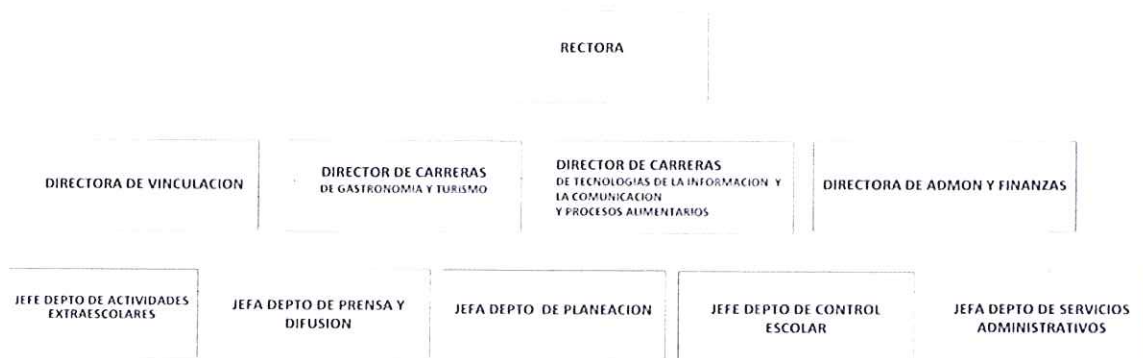 RECTORA
DIRECTORA DE VINCULACION
DIRECTOR DE CARRERAS
DE GASTRONOMIA Y TURISMO
DIRECTOR DE CARRERAS
DE TECNOLOGIAS DE LA INFORMACION Y
LA COMUNICACION
Y PROCESOS ALIMENTARIOS
DIRECTORA DE ADMON Y FINANZAS
JEFE DEPTO DE ACTIVIDADES
EXTRAESCOLARES
JEFA DEPTO DE PRENSA Y
DIFUSION
JEFA DEPTO DE PLANEACION
JEFE DEPTO DE CONTROL
ESCOLAR
JEFA DEPTO DE SERVICIOS
ADMINISTRATIVOS